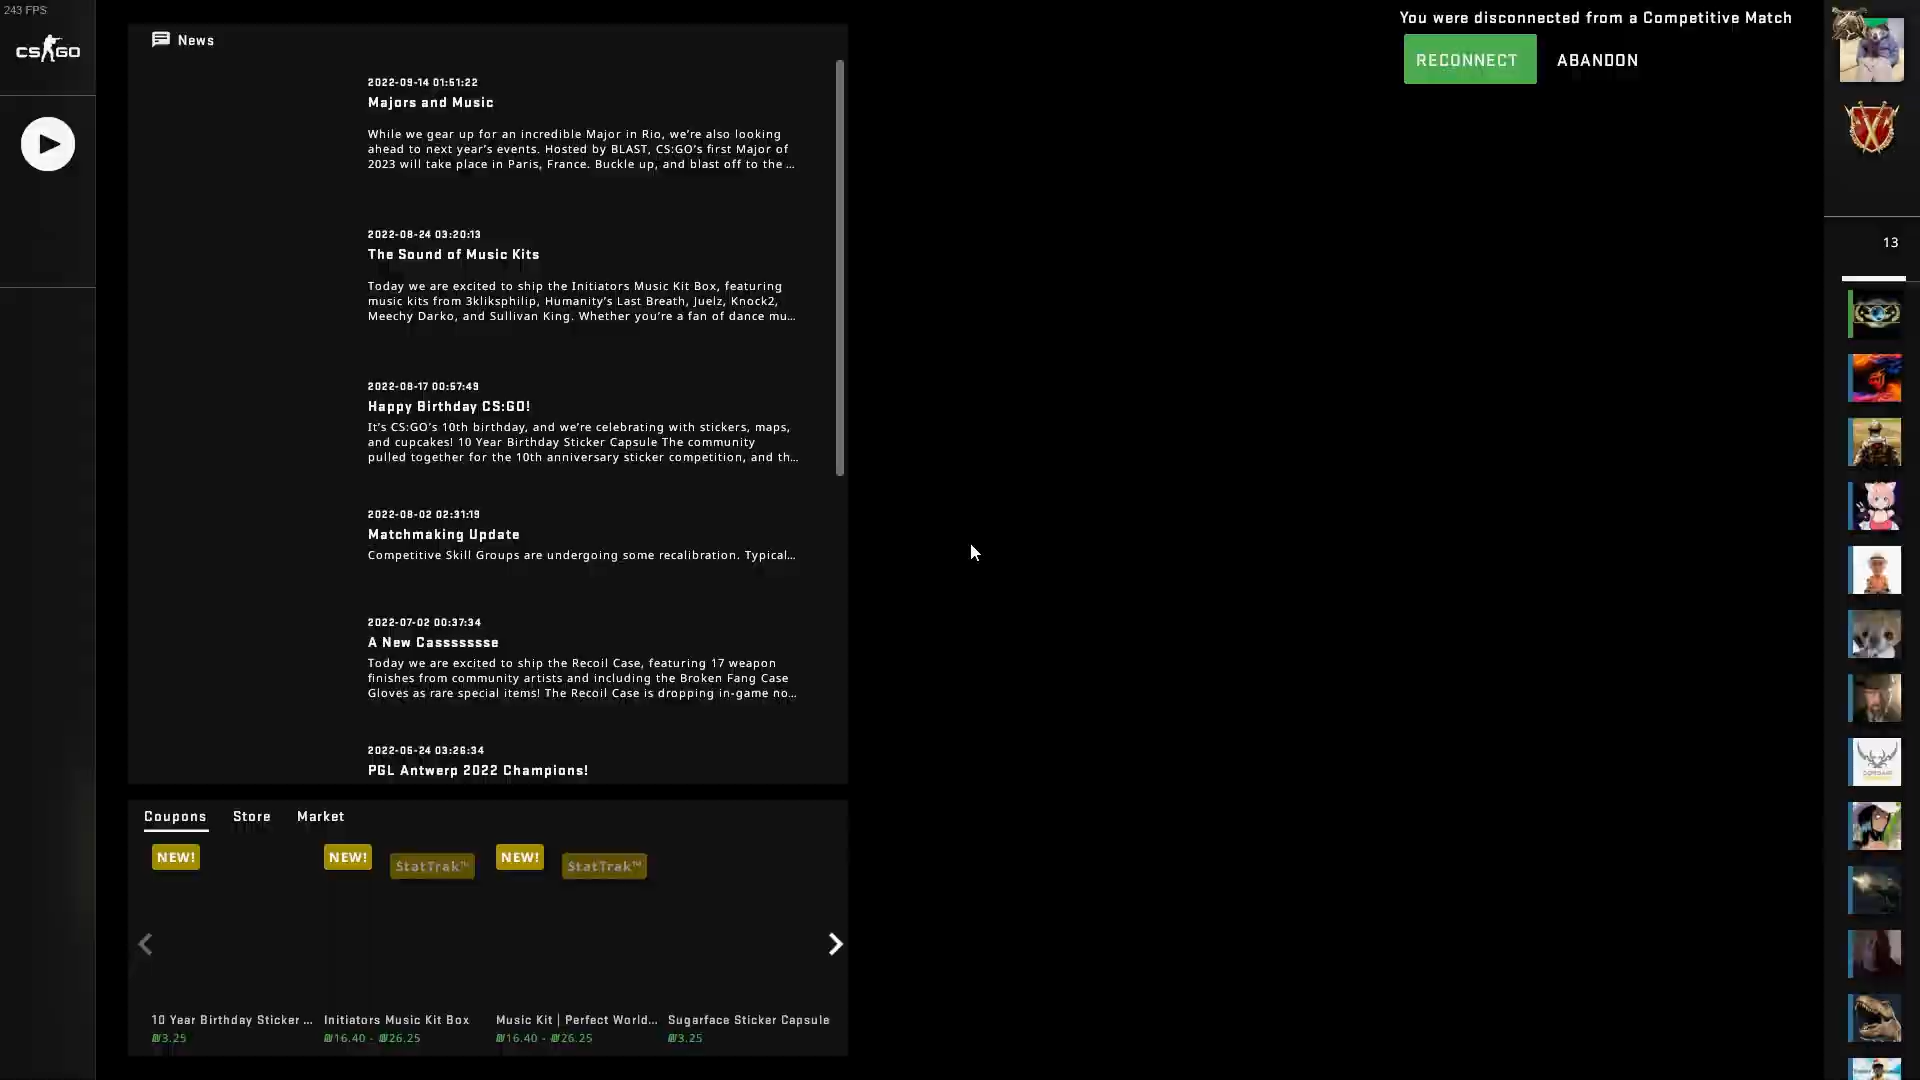 243 FPS
CS GO
News
2022-09-14 01:51:22
Majors and Music
While we gear up for an incredible Major in Rio, we're also looking
ahead to next year's events. Hosted by BLAST, CS:GO's first Major of
2023 will take place in Paris, France. Buckle up, and blast off to the ...
2022-08-24 03:20:13
The Sound of Music Kits
Today we are excited to ship the Initiators Music Kit Box, featuring
music kits from 3kliksphilip, Humanity's Last Breath, Juelz, Knock2,
Meechy Darko, and Sullivan King. Whether you're a fan of dance mu...
2022-08-17 00:57:49
Happy Birthday CS:GO!
It's CS:GO's 10th birthday, and we're celebrating with stickers, maps,
and cupcakes! 10 Year Birthday Sticker Capsule The community
pulled together for the 10th anniversary sticker competition, and th...
2022-08-02 02:31:19
Matchmaking Update
Competitive Skill Groups are undergoing some recalibration. Typical...
2022-07-02 00:37:34
A New Casssssse
Today we are excited to ship the Recoil Case, featuring 17 weapon
finishes from community artists and including the Broken Fang Case
Gloves as rare special items! The Recoil Case is dropping in-game no...
2022-05-24 03:26:34
PGL Antwerp 2022 Champions!
Coupons Store Market
NEW! NEW! StatTrak™ NEW! StatTrak™
10 Year Birthday Sticker ... Initiators Music Kit Box Music Kit | Perfect World... Sugarface Sticker Capsule
₪3.25 ₪16.40 - ₪26.25 ₪16.40 - ₪26.25 ₪3.25
You were disconnected from a Competitive Match
RECONNECT ABANDON
13